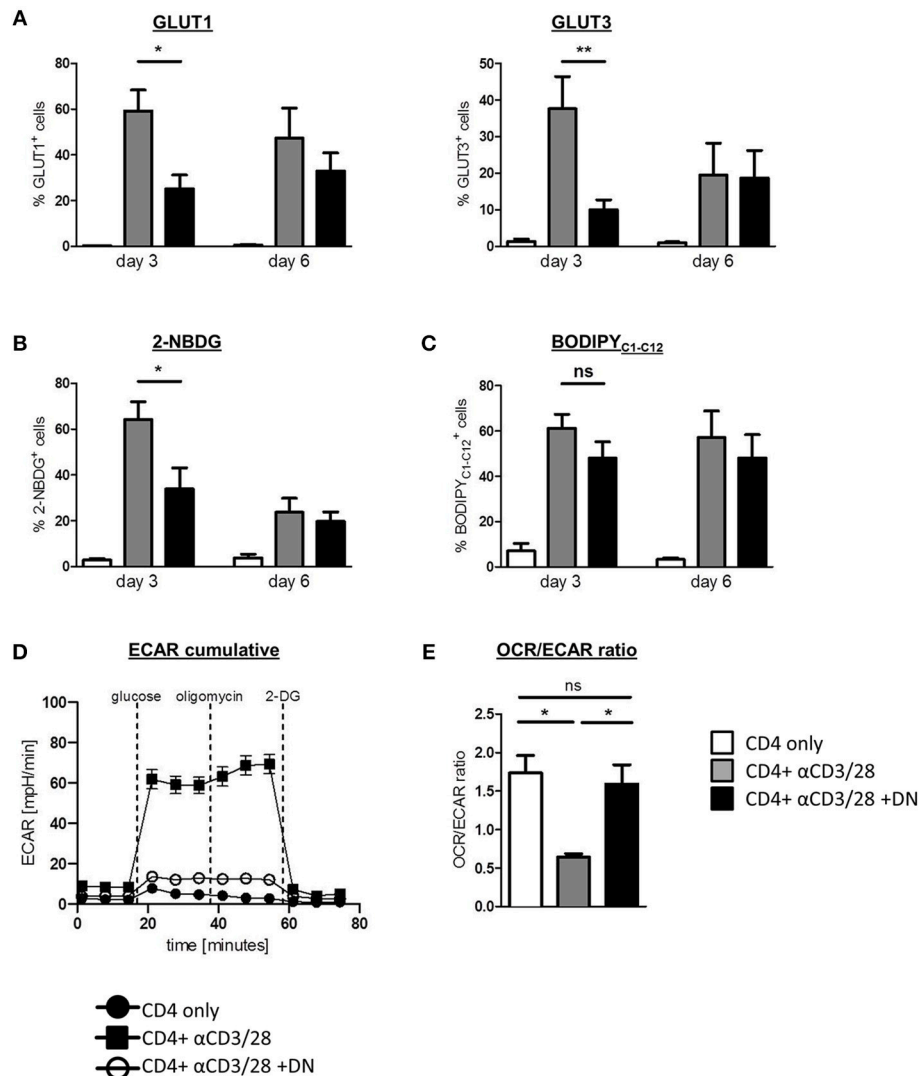 A
GLUT1
*
% GLUT1+ cells
80
60
40
20
0
day 3
day 6
GLUT3
**
% GLUT3+ cells
50
40
30
20
10
0
day 3
day 6
B
2-NBDG
*
% 2-NBDG+ cells
80
60
40
20
0
day 3
day 6
C
BODIPYC1-C12
ns
% BODIPYC1-C12+ cells
80
60
40
20
0
day 3
day 6
D
ECAR cumulative
glucose oligomycin 2-DG
ECAR [mpH/min]
100
80
60
40
20
0
0 20 40 60 80
time [minutes]
CD4 only
CD4+ αCD3/28
CD4+ αCD3/28 +DN
E
OCR/ECAR ratio
ns
* *
OCR/ECAR ratio
2.5
2.0
1.5
1.0
0.5
0.0
CD4 only
CD4+ αCD3/28
CD4+ αCD3/28 +DN